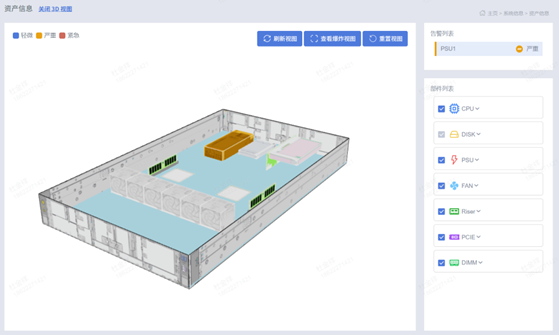 资产信息 关闭 3D 视图
主页 > 系统信息 > 资产信息
轻微 严重 紧急
刷新视图 查看爆炸视图 重置视图
告警列表
PSU1 严重
部件列表
CPU
DISK
PSU
FAN
Riser
PCIE
DIMM